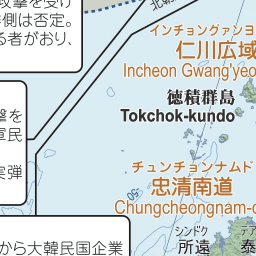 攻撃を受け
側は否定。
る者がおり、
インチョングァンヨ
仁川広域
Incheon Gwang'yeo
徳積群島
Tokchok-kundo
撃を
軍民
実弾
チュンチョンナムド
忠清南道
Chungcheongnam-d
から大韓民国企業
シンドク
所遠
泰